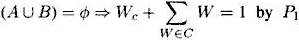 (A ∪ B) = ϕ ⇒ W_c + ∑_{W∈C} W = 1 by P_1